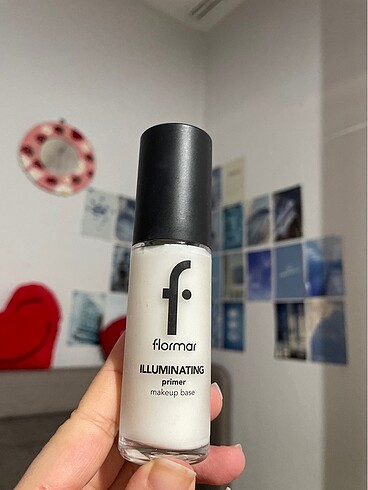 f
flormar
ILLUMINATING
primer
makeup base